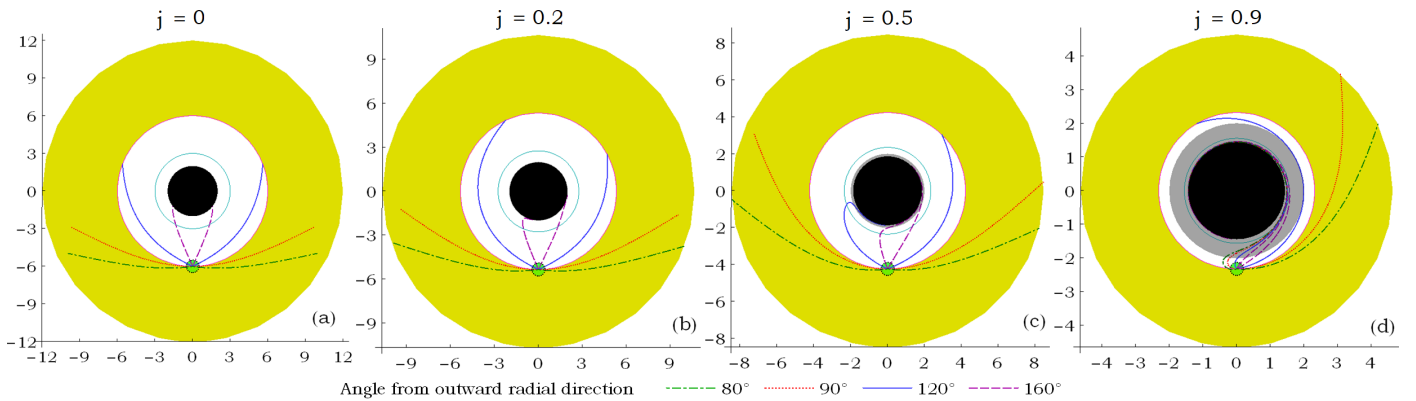 j = 0
j = 0.2
j = 0.5
j = 0.9
12
9
6
3
0
−3
−6
−9
−12
−12 −9 −6 −3 0 3 6 9 12
(a)
9
6
3
0
−3
−6
−9
−9 −6 −3 0 3 6 9
(b)
8
6
4
2
0
−2
−4
−6
−8
−8 −6 −4 −2 0 2 4 6 8
(c)
4
3
2
1
0
−1
−2
−3
−4
−4 −3 −2 −1 0 1 2 3 4
(d)
Angle from outward radial direction 80° 90° 120° 160°